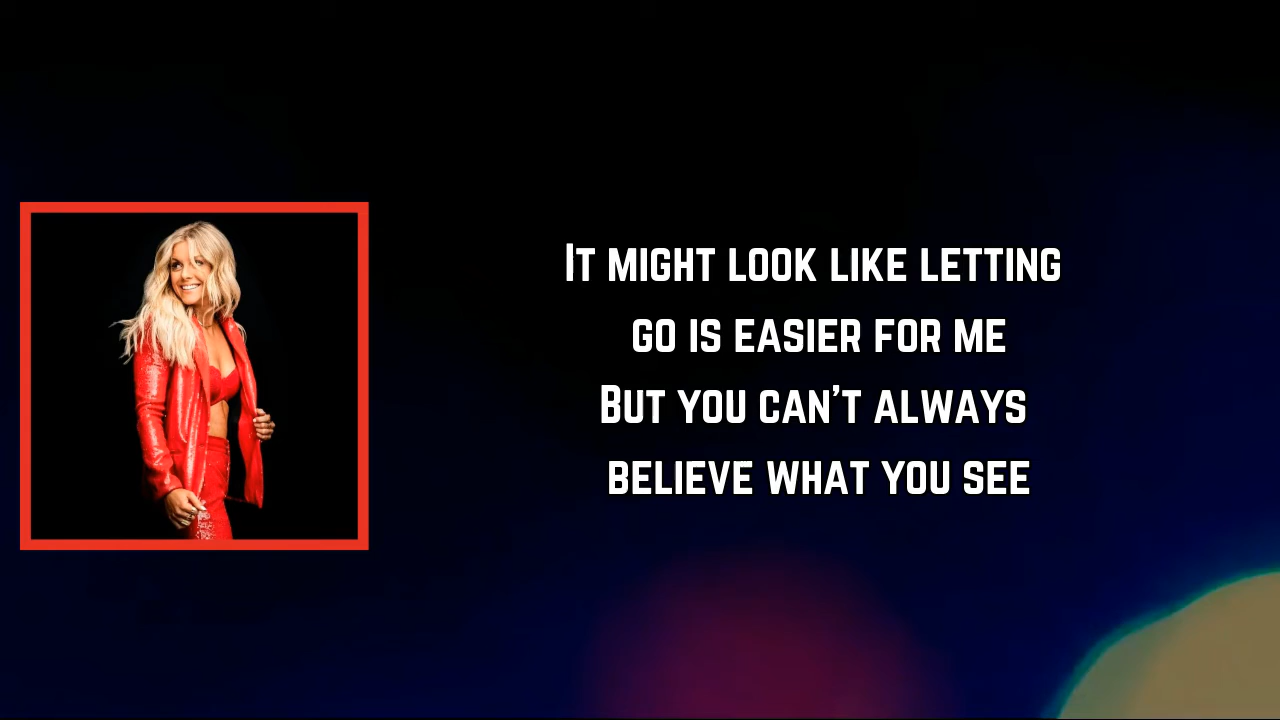 It might look like letting
go is easier for me
But you can’t always
believe what you see